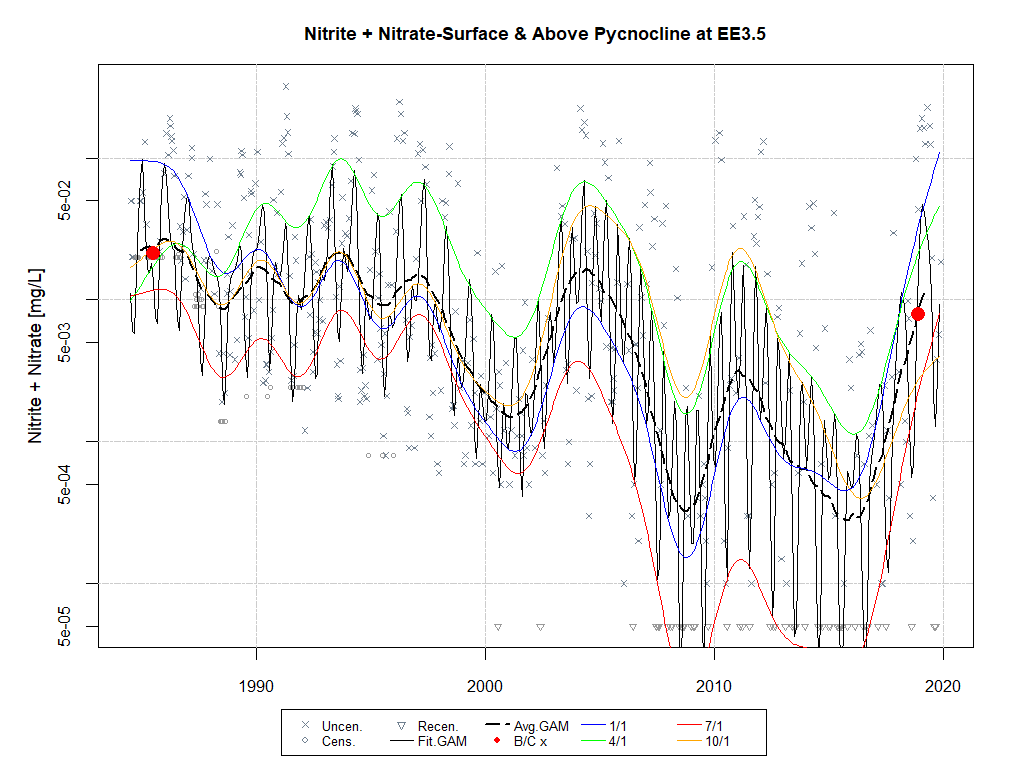 Nitrite + Nitrate-Surface & Above Pycnocline at EE3.5
Nitrite + Nitrate [mg/L]
5e-02
5e-03
5e-04
5e-05
1990 2000 2010 2020
Uncen. Recen. Avg.GAM 1/1 7/1
Cens. Fit.GAM B/C x 4/1 10/1